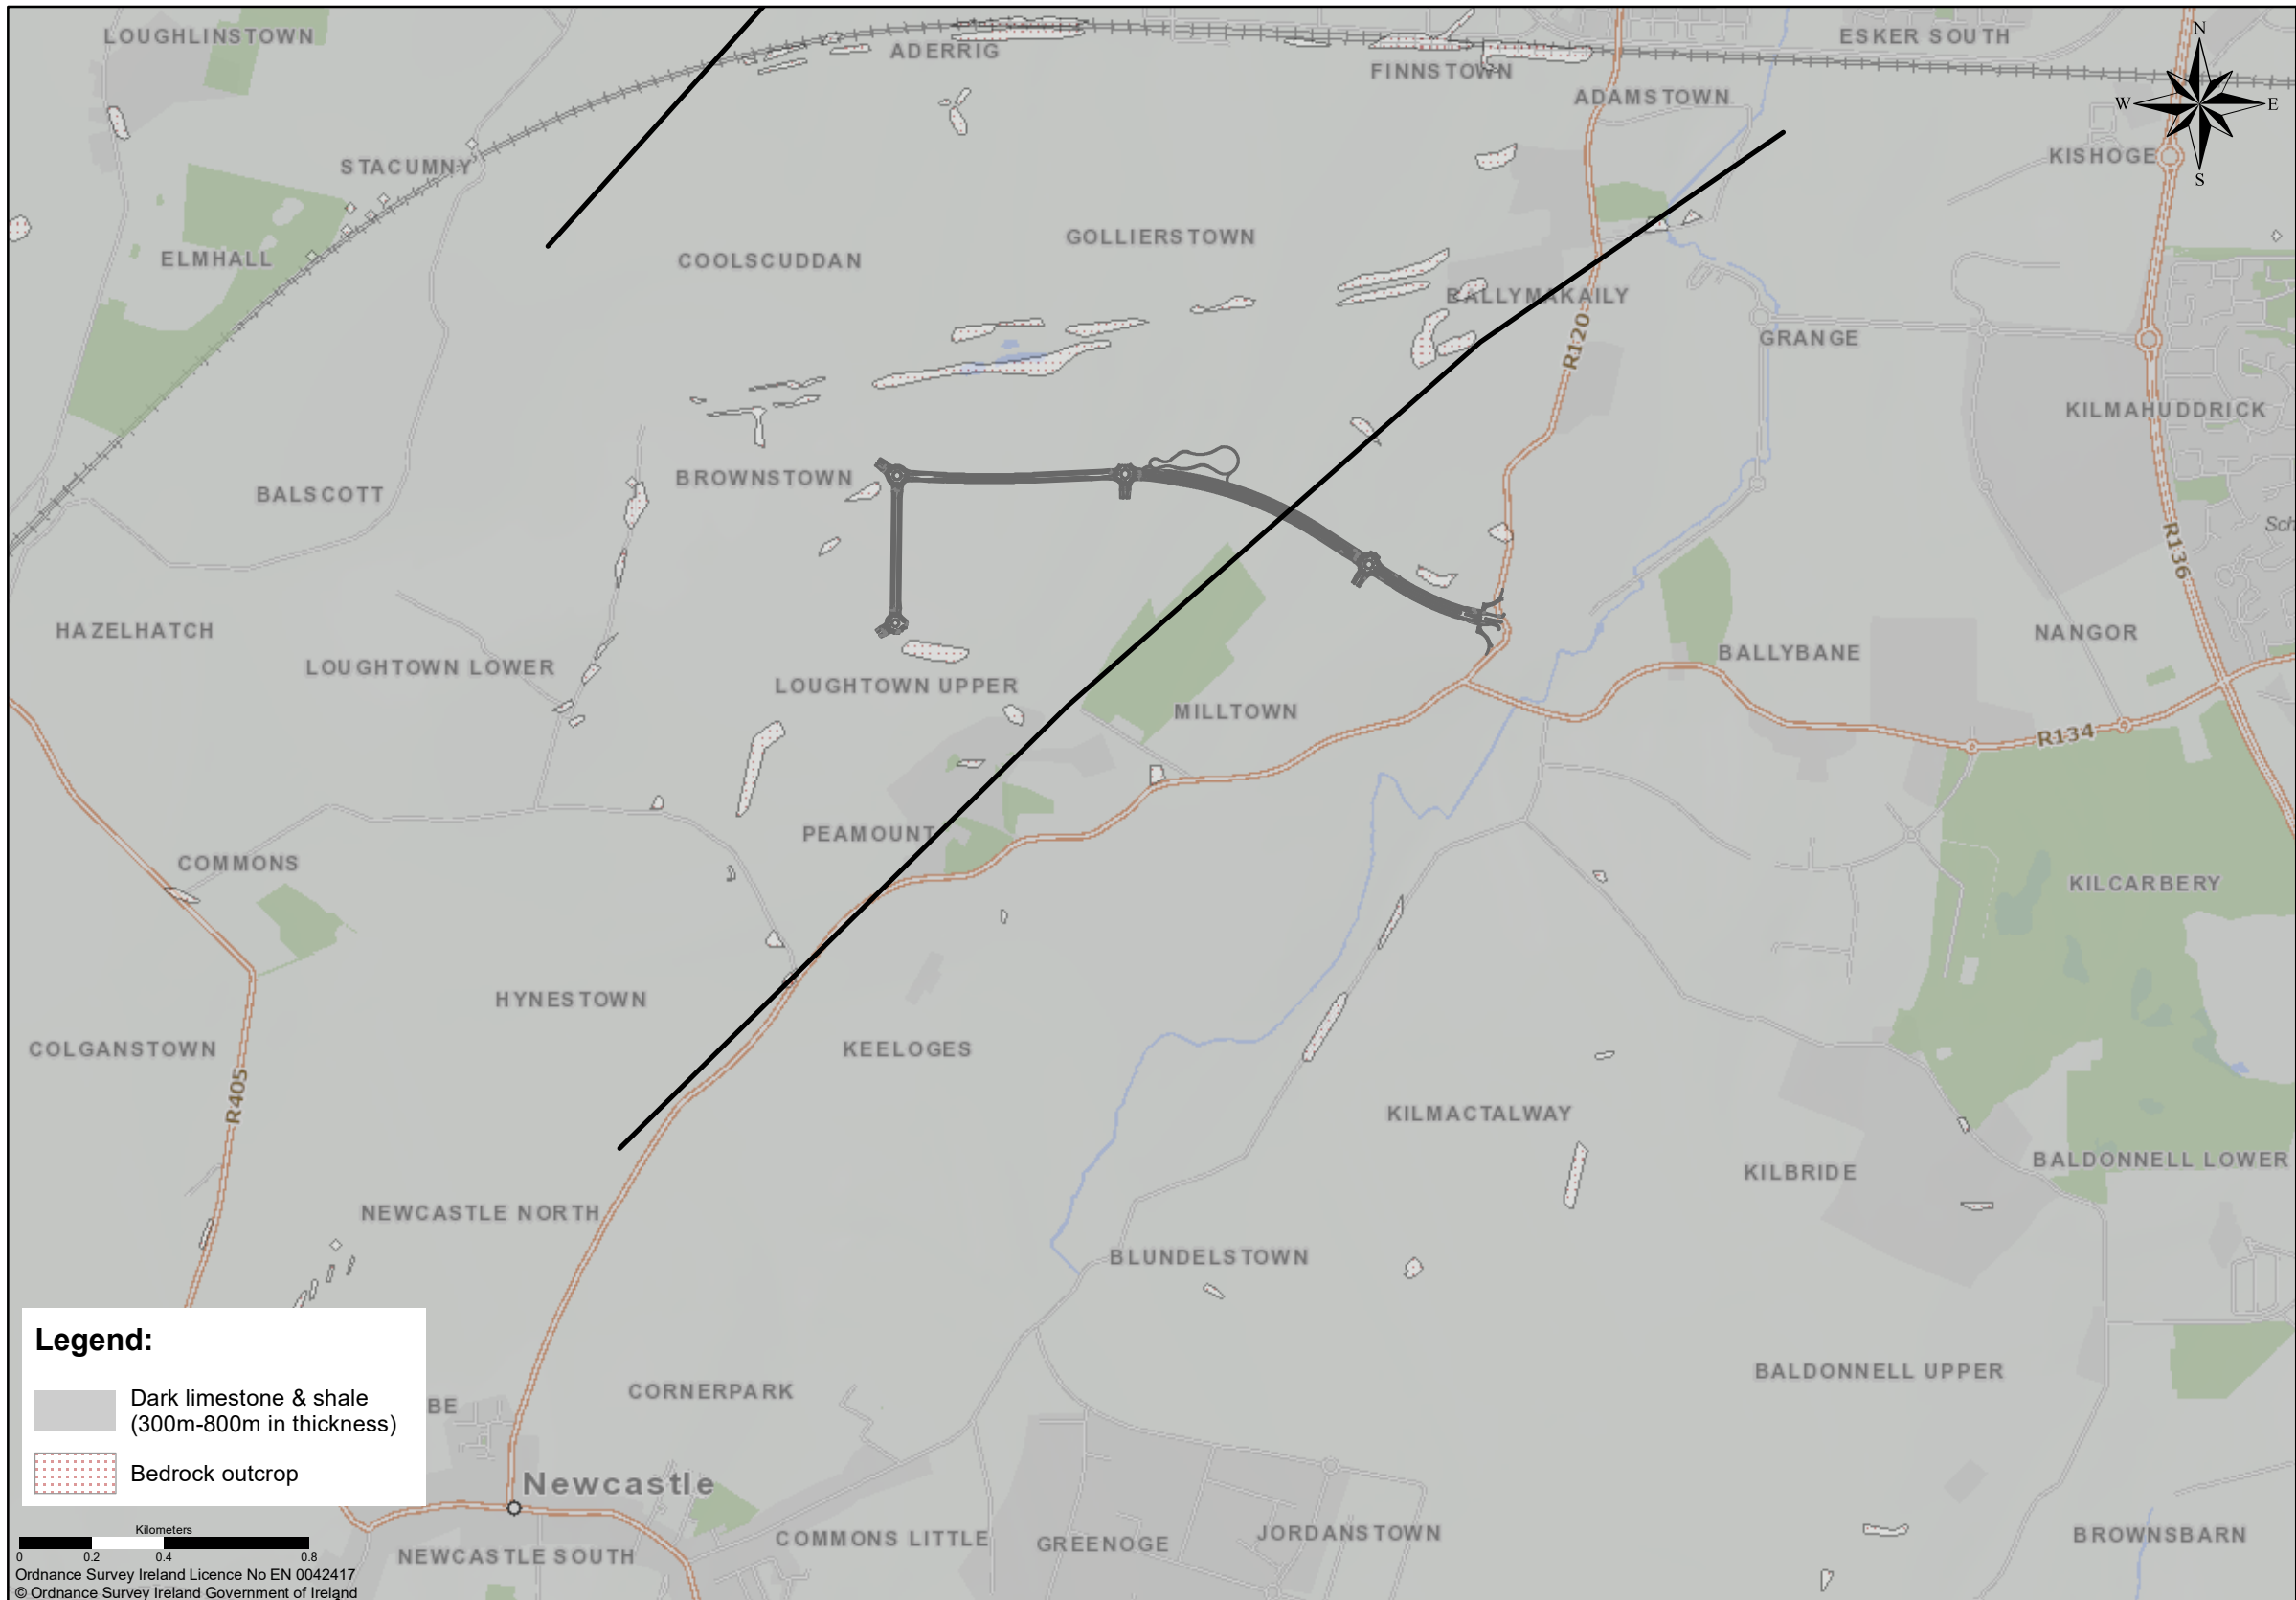 LOUGHLINSTOWN
ADERRIG
ESKER SOUTH
FINNSTOWN
ADAMSTOWN
N
W
E
S
KISHOGE
STACUMNY
ELMHALL
COOLSCUDDAN
GOLLIERSTOWN
BALLYMAKAILY
R120
GRANGE
KILMAHUDDRICK
BALSCOTT
BROWNSTOWN
Sch
R136
HAZELHATCH
LOUGHTOWN LOWER
LOUGHTOWN UPPER
MILLTOWN
BALLYBANE
NANGOR
R134
PEAMOUNT
COMMONS
KILCARBERY
HYNESTOWN
COLGANSTOWN
KEELOGES
R405
KILMACTALWAY
KILBRIDE
BALDONNELL LOWER
NEWCASTLE NORTH
BLUNDELSTOWN
BALDONNELL UPPER
CORNERPARK
BE
Legend:
Dark limestone & shale
(300m-800m in thickness)
Bedrock outcrop
Newcastle
NEWCASTLE SOUTH
COMMONS LITTLE
GREENOGE
JORDANSTOWN
BROWNSBARN
Kilometers
0 0.2 0.4 0.8
Ordnance Survey Ireland Licence No EN 0042417
© Ordnance Survey Ireland Government of Ireland